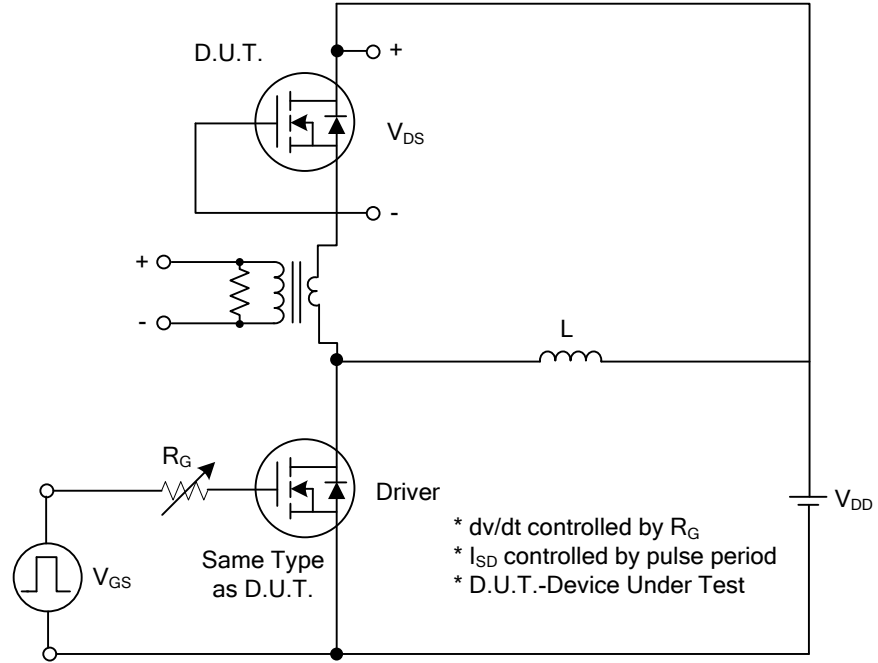 D.U.T.
+
V_DS
-
+
-
L
R_G
Driver
V_DD
V_GS
Same Type
as D.U.T.
* dv/dt controlled by R_G
* I_SD controlled by pulse period
* D.U.T.-Device Under Test